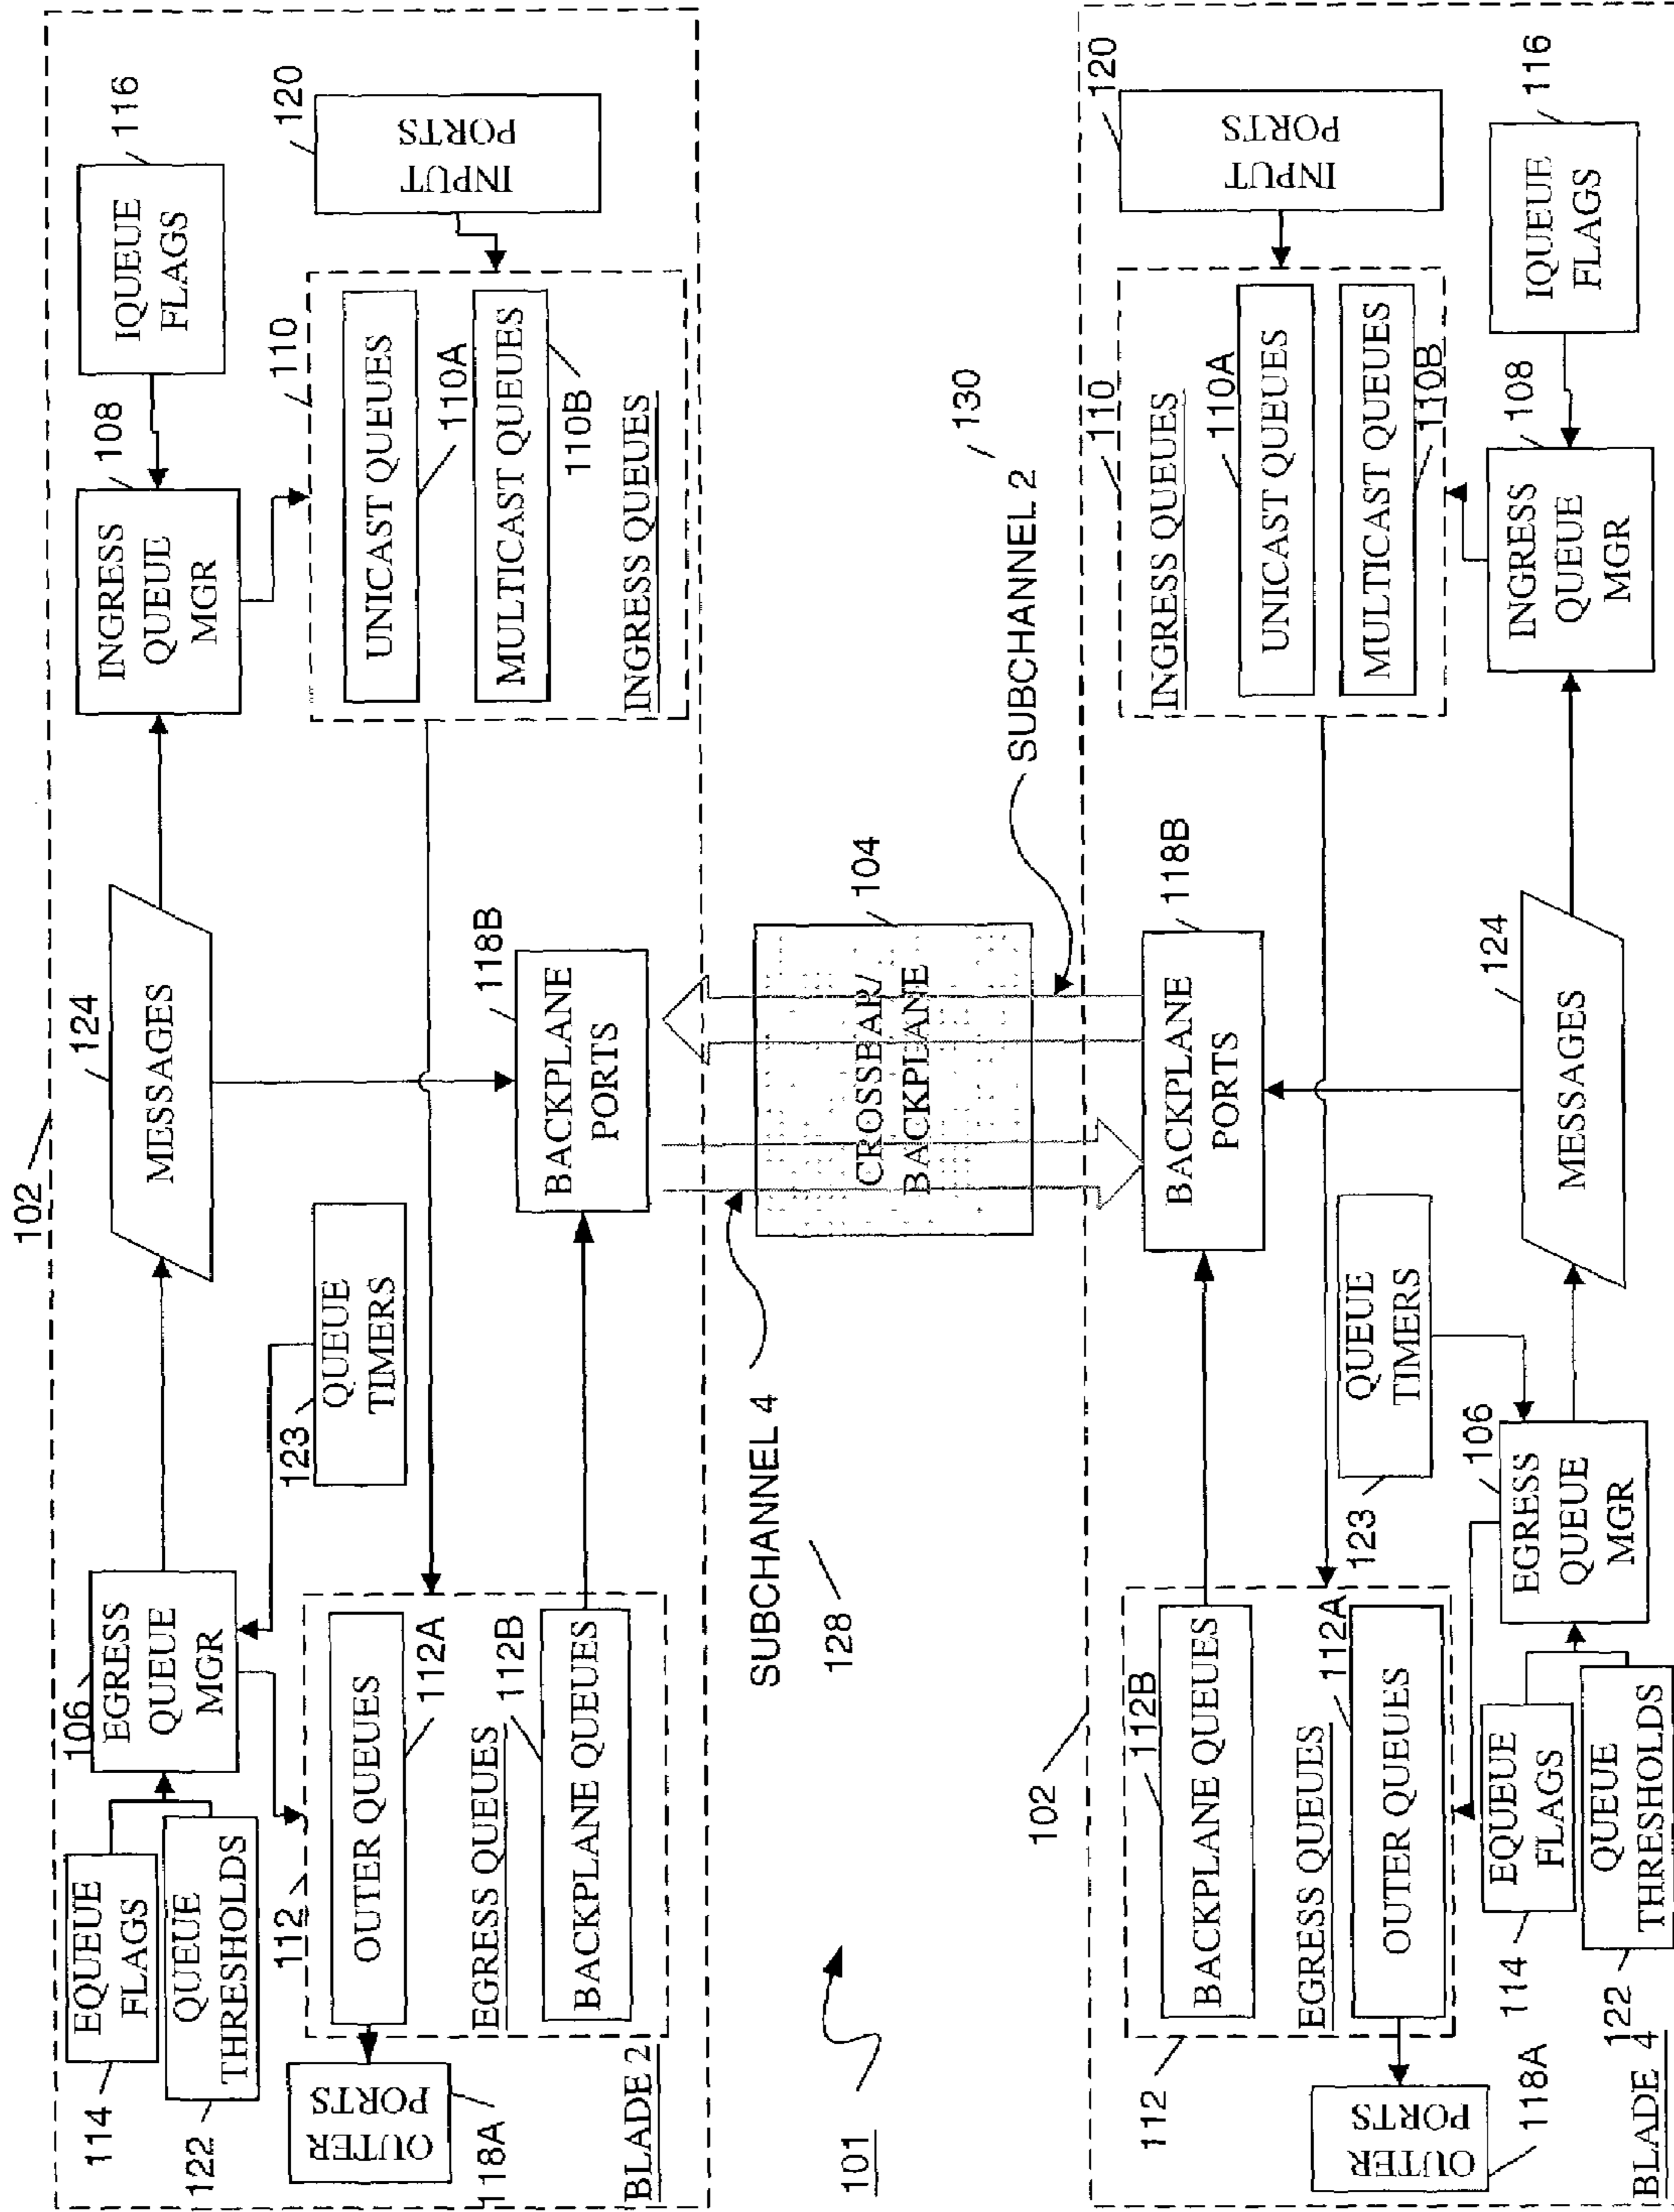 102
114
EQUEUE
FLAGS
122
QUEUE
THRESHOLDS
106
EGRESS
QUEUE
MGR
123
QUEUE
TIMERS
124
MESSAGES
108
INGRESS
QUEUE
MGR
116
IQUEUE
FLAGS
118A
OUTER
PORTS
112
OUTER QUEUES
112A
EGRESS QUEUES
112B
BACKPLANE QUEUES
BLADE 2
118B
BACKPLANE
PORTS
110
UNICAST QUEUES
110A
MULTICAST QUEUES
110B
INGRESS QUEUES
120
INPUT
PORTS
101
SUBCHANNEL 4
128
104
CROSSBAR/
BACKPLANE
SUBCHANNEL 2
130
102
112
112B
BACKPLANE QUEUES
EGRESS QUEUES
112A
OUTER QUEUES
118A
OUTER
PORTS
118B
BACKPLANE
PORTS
110
INGRESS QUEUES
110A
UNICAST QUEUES
MULTICAST QUEUES
110B
120
INPUT
PORTS
123
QUEUE
TIMERS
114
EQUEUE
FLAGS
122
QUEUE
THRESHOLDS
106
EGRESS
QUEUE
MGR
124
MESSAGES
108
INGRESS
QUEUE
MGR
116
IQUEUE
FLAGS
BLADE 4